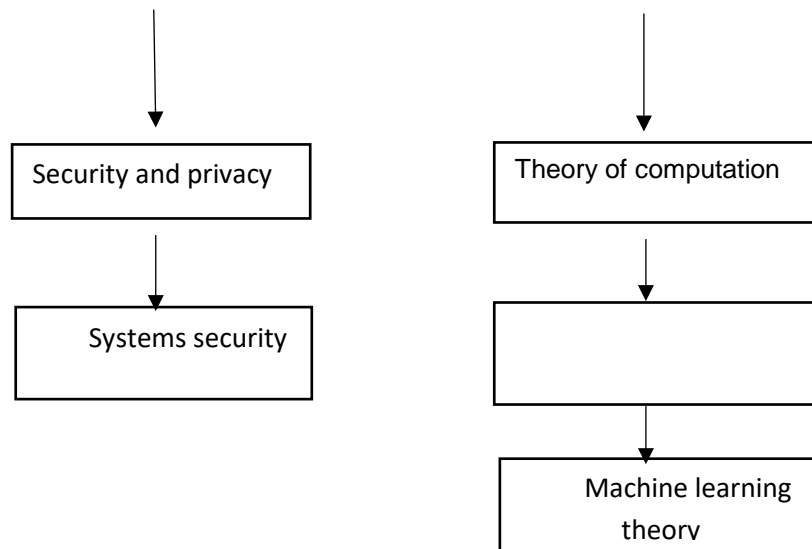 Security and privacy
Theory of computation
Systems security
Machine learning
theory